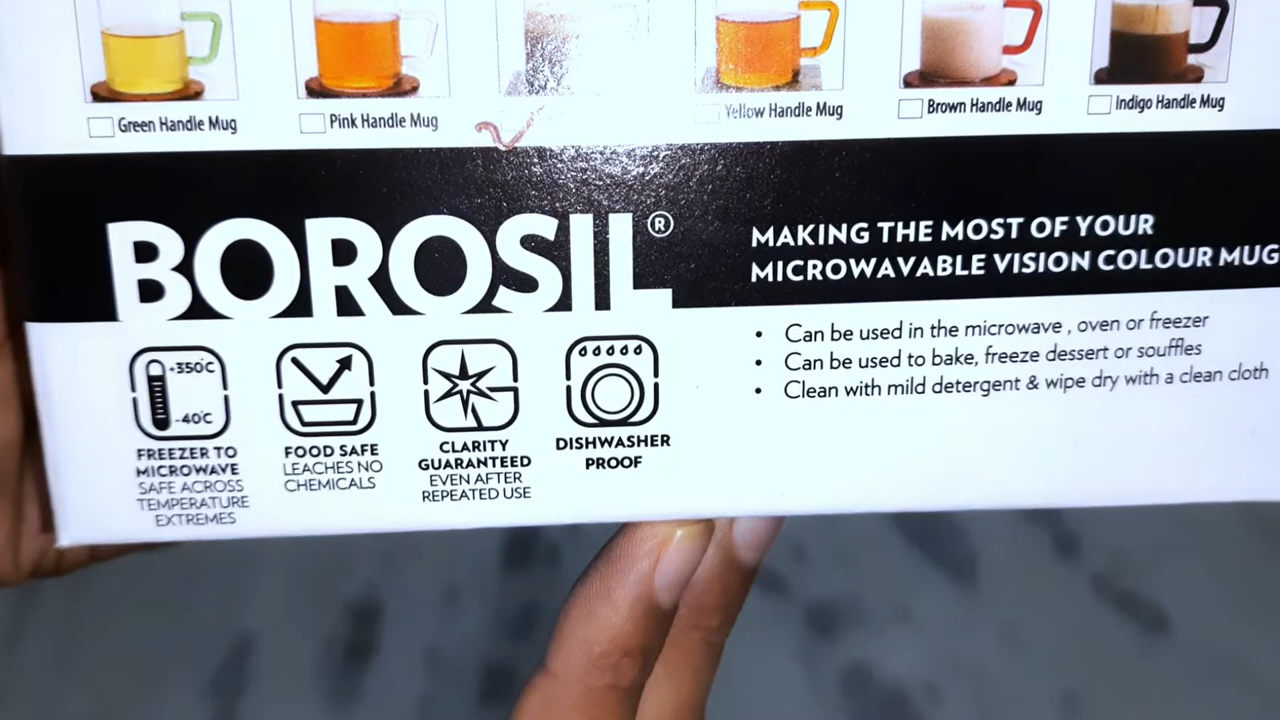 Green Handle Mug
Pink Handle Mug
Yellow Handle Mug
Brown Handle Mug
Indigo Handle Mug
BOROSIL®
MAKING THE MOST OF YOUR
MICROWAVABLE VISION COLOUR MUG
• Can be used in the microwave , oven or freezer
• Can be used to bake, freeze dessert or souffles
• Clean with mild detergent & wipe dry with a clean cloth
+350°C
-40°C
FREEZER TO
MICROWAVE
SAFE ACROSS
TEMPERATURE
EXTREMES
FOOD SAFE
LEACHES NO
CHEMICALS
CLARITY
GUARANTEED
EVEN AFTER
REPEATED USE
DISHWASHER
PROOF